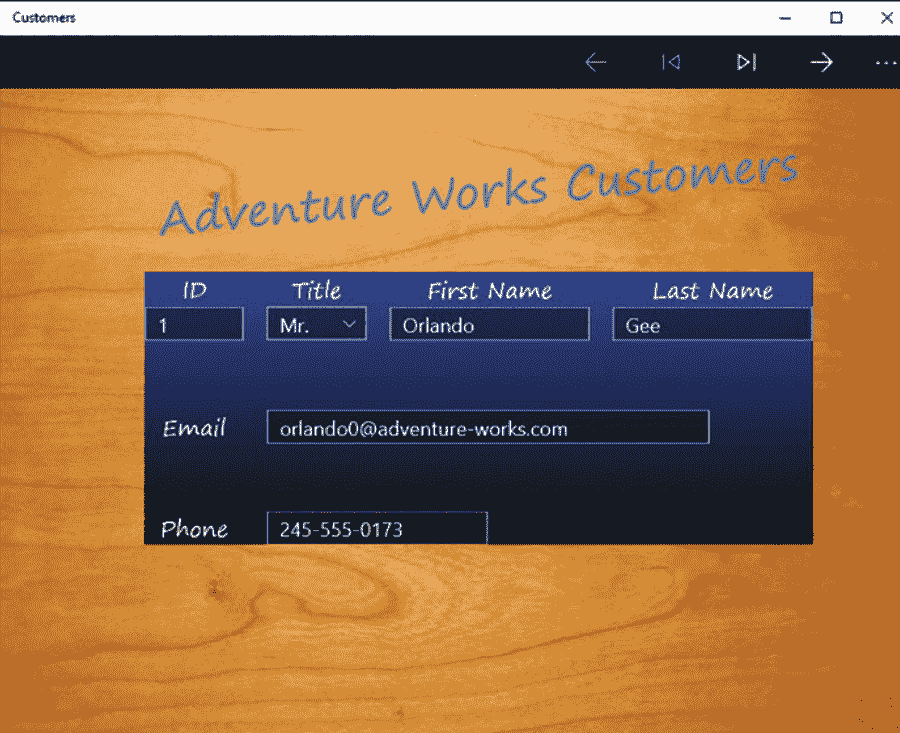 Customers
Adventure Works Customers
ID Title First Name Last Name
1 Mr. Orlando Gee
Email orlando0@adventure-works.com
Phone 245-555-0173